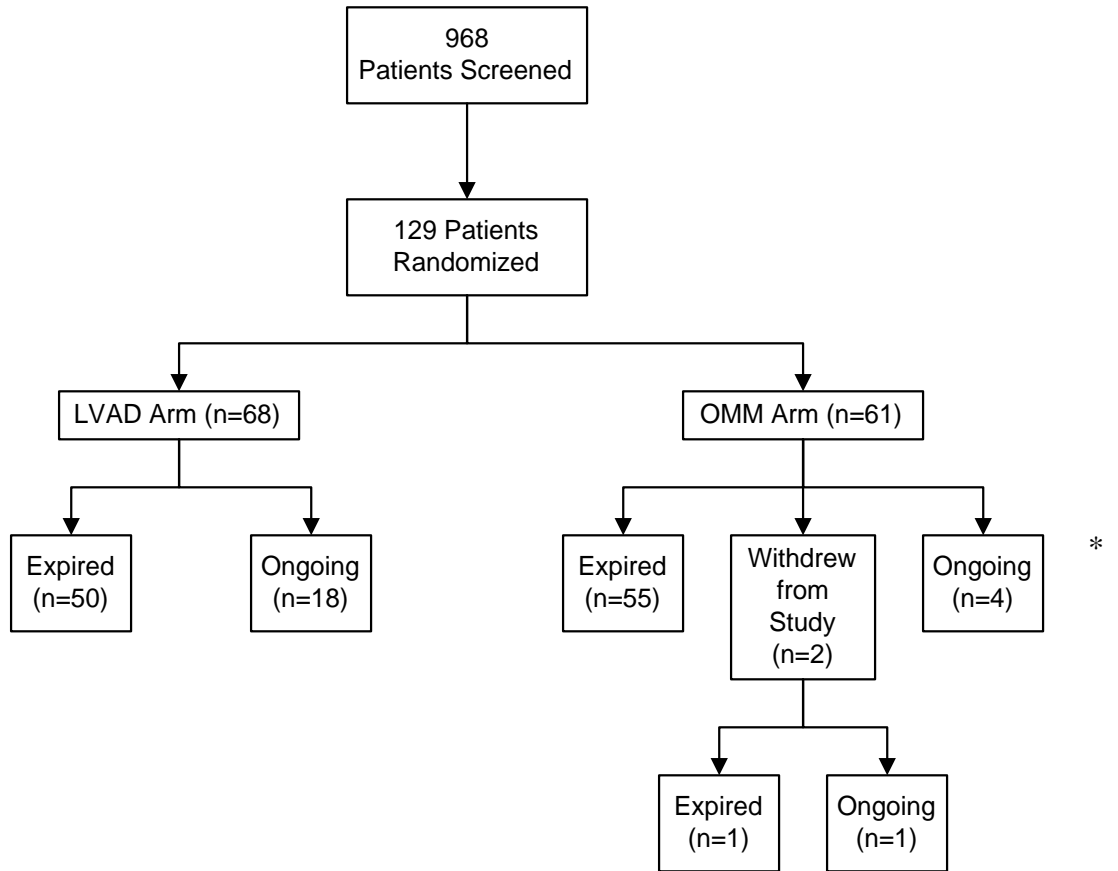 968
Patients Screened
129 Patients
Randomized
LVAD Arm (n=68)
OMM Arm (n=61)
Expired
(n=50)
Ongoing
(n=18)
Expired
(n=55)
Withdrew
from
Study
(n=2)
Ongoing
(n=4)
*
Expired
(n=1)
Ongoing
(n=1)